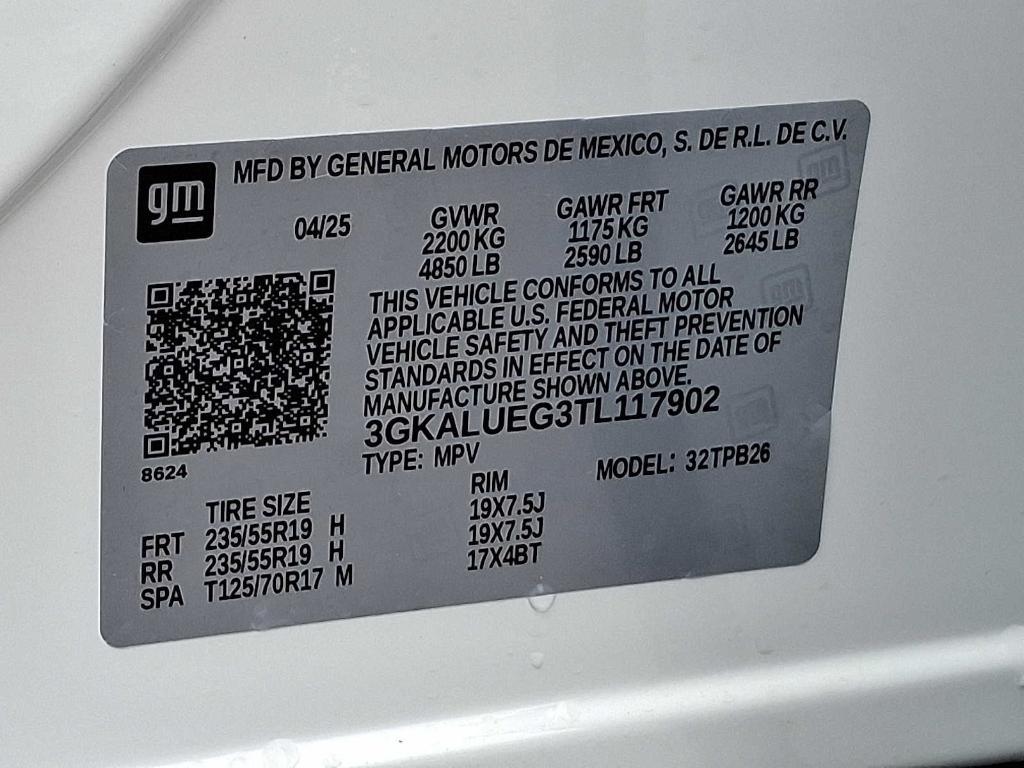 gm
MFD BY GENERAL MOTORS DE MEXICO, S. DE R.L. DE C.V.
04/25
GVWR
2200 KG
4850 LB
GAWR FRT
1175 KG
2590 LB
GAWR RR
1200 KG
2645 LB
THIS VEHICLE CONFORMS TO ALL
APPLICABLE U.S. FEDERAL MOTOR
VEHICLE SAFETY AND THEFT PREVENTION
STANDARDS IN EFFECT ON THE DATE OF
MANUFACTURE SHOWN ABOVE.
3GKALUEG3TL117902
TYPE: MPV
MODEL: 32TPB26
8624
TIRE SIZE RIM
FRT 235/55R19 H 19X7.5J
RR 235/55R19 H 19X7.5J
SPA T125/70R17 M 17X4BT